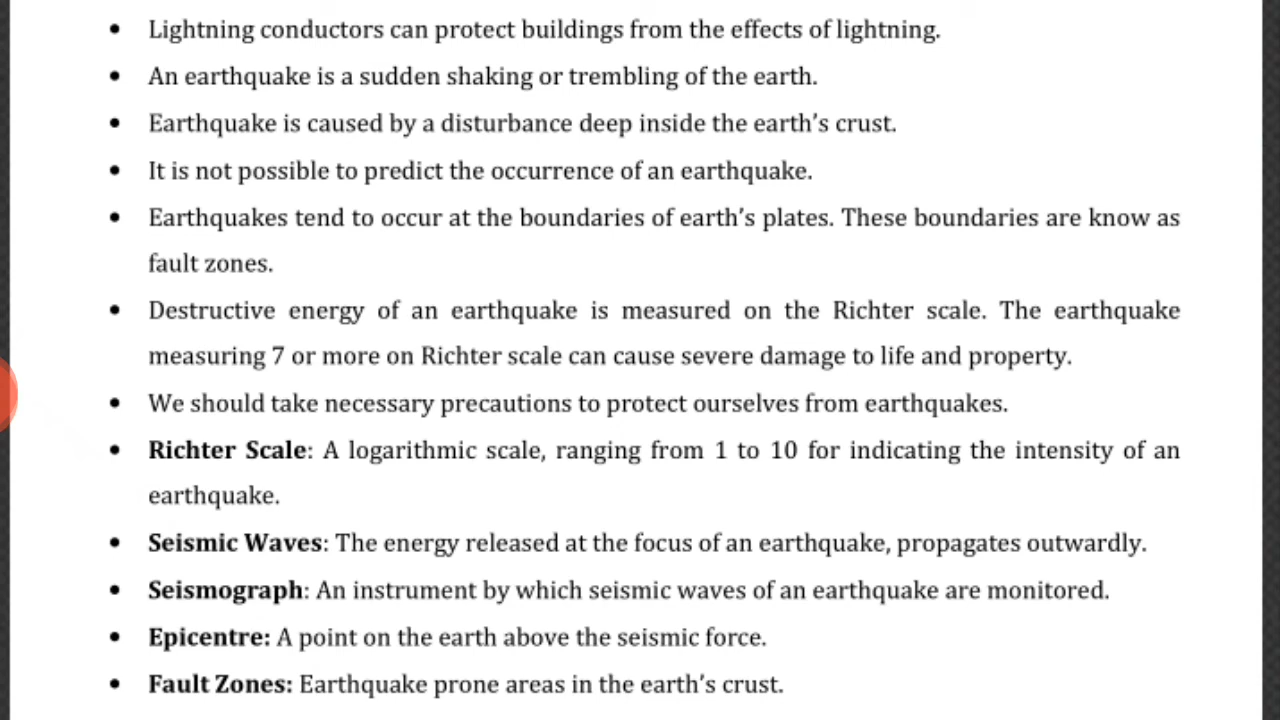 • Lightning conductors can protect buildings from the effects of lightning.
• An earthquake is a sudden shaking or trembling of the earth.
• Earthquake is caused by a disturbance deep inside the earth’s crust.
• It is not possible to predict the occurrence of an earthquake.
• Earthquakes tend to occur at the boundaries of earth’s plates. These boundaries are know as
fault zones.
• Destructive energy of an earthquake is measured on the Richter scale. The earthquake
measuring 7 or more on Richter scale can cause severe damage to life and property.
• We should take necessary precautions to protect ourselves from earthquakes.
• Richter Scale: A logarithmic scale, ranging from 1 to 10 for indicating the intensity of an
earthquake.
• Seismic Waves: The energy released at the focus of an earthquake, propagates outwardly.
• Seismograph: An instrument by which seismic waves of an earthquake are monitored.
• Epicentre: A point on the earth above the seismic force.
• Fault Zones: Earthquake prone areas in the earth’s crust.